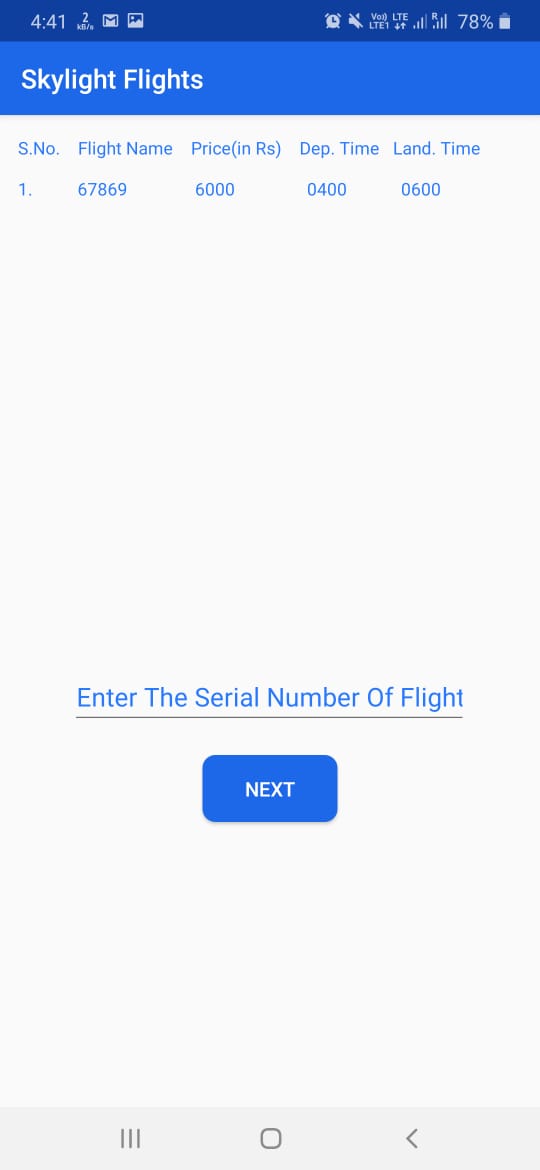 4:41 2 KB/s Vo)) LTE1 LTE R 78%
Skylight Flights
S.No. Flight Name Price(in Rs) Dep. Time Land. Time
1. 67869 6000 0400 0600
Enter The Serial Number Of Flight
NEXT